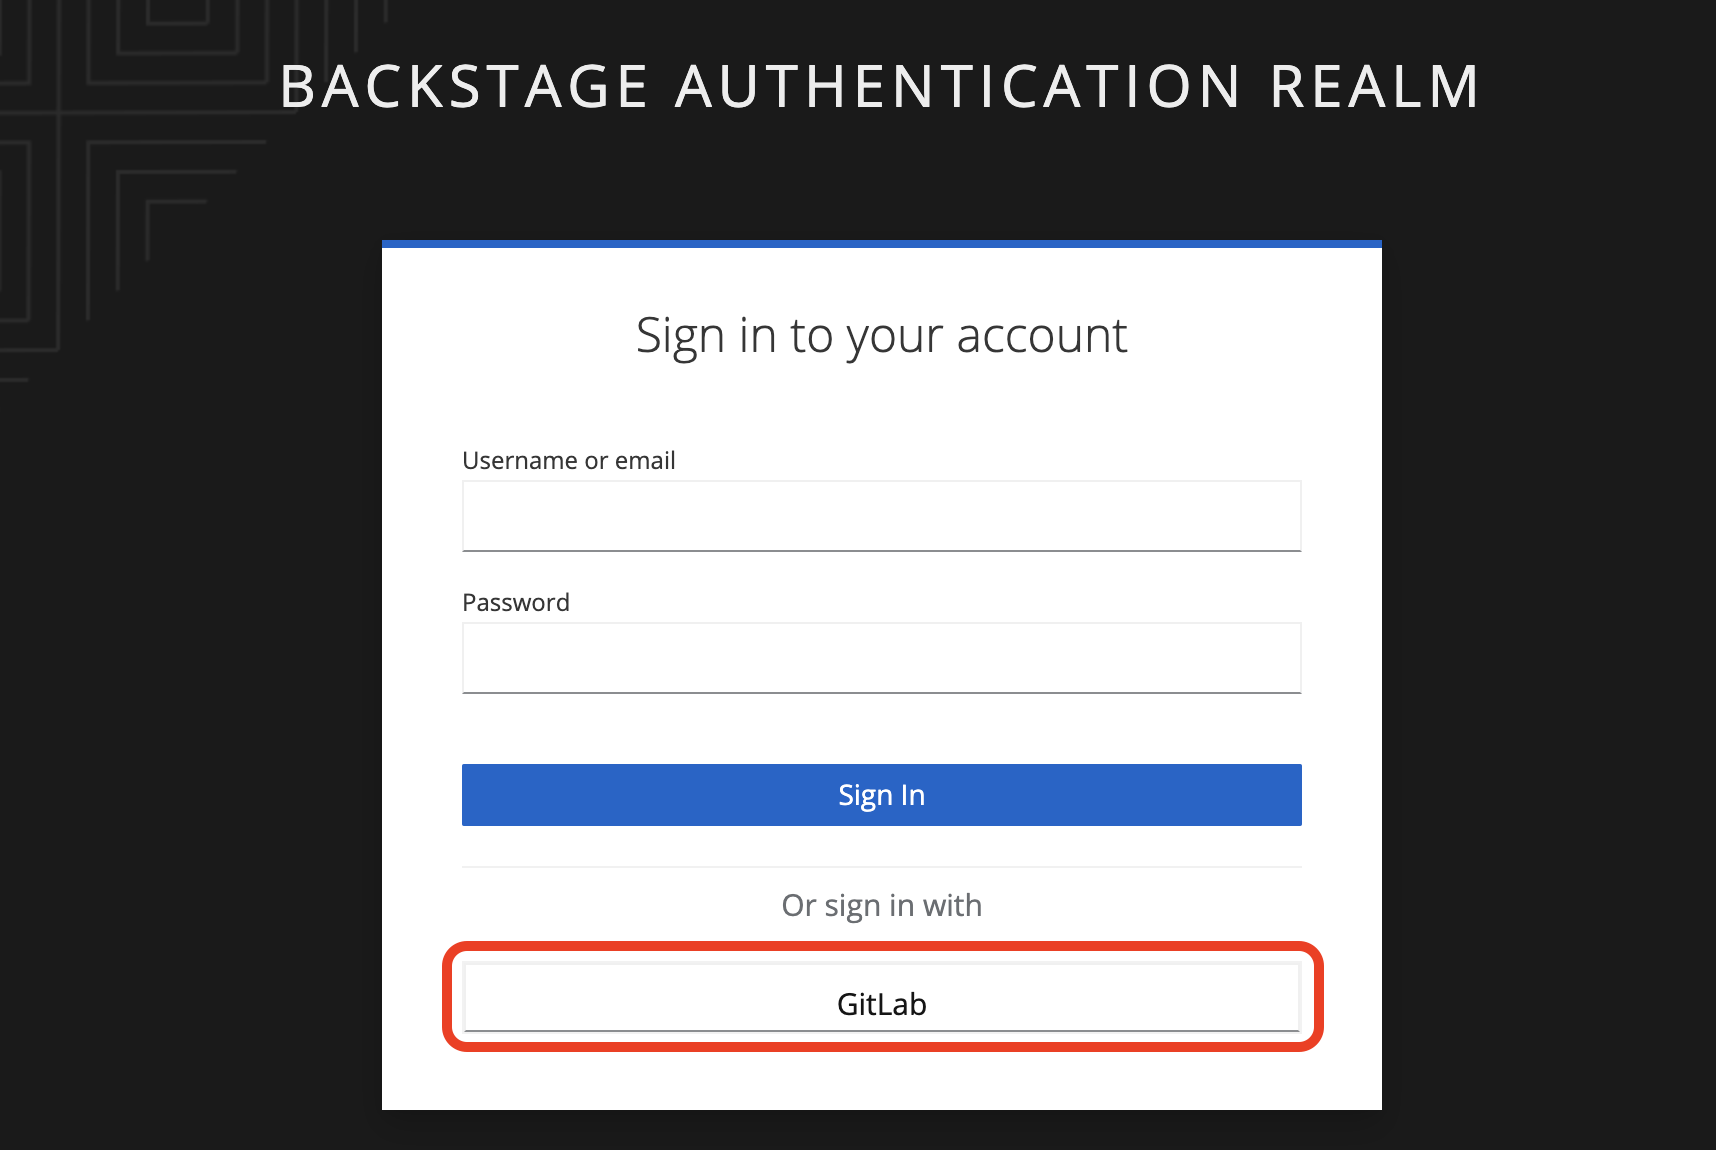 BACKSTAGE AUTHENTICATION REALM
Sign in to your account
Username or email
Password
Sign In
Or sign in with
GitLab